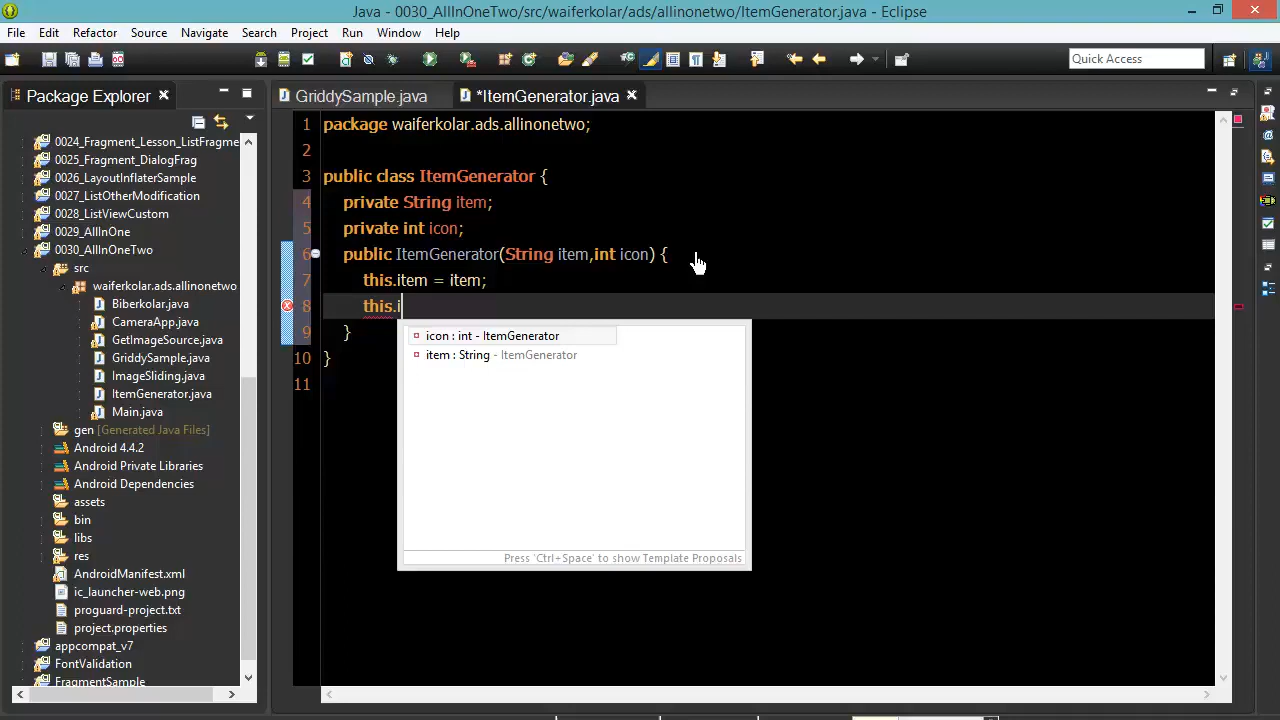 Java - 0030_AllInOneTwo/src/waiferkolar/ads/allinonetwo/ItemGenerator.java - Eclipse
File Edit Refactor Source Navigate Search Project Run Window Help
Quick Access
Package Explorer
GriddySample.java
*ItemGenerator.java
0024_Fragment_Lesson_ListFragme
0025_Fragment_DialogFrag
0026_LayoutInflaterSample
0027_ListOtherModification
0028_ListViewCustom
0029_AllInOne
0030_AllInOneTwo
src
waiferkolar.ads.allinonetwo
Biberkolar.java
CameraApp.java
GetImageSource.java
GriddySample.java
ImageSliding.java
ItemGenerator.java
Main.java
gen [Generated Java Files]
Android 4.4.2
Android Private Libraries
Android Dependencies
assets
bin
libs
res
AndroidManifest.xml
ic_launcher-web.png
proguard-project.txt
project.properties
appcompat_v7
FontValidation
FragmentSample
1 package waiferkolar.ads.allinonetwo;
2
3 public class ItemGenerator {
4 private String item;
5 private int icon;
6 public ItemGenerator(String item,int icon) {
7 this.item = item;
8 this.i
9 }
10 }
11
icon : int - ItemGenerator
item : String - ItemGenerator
Press 'Ctrl+Space' to show Template Proposals